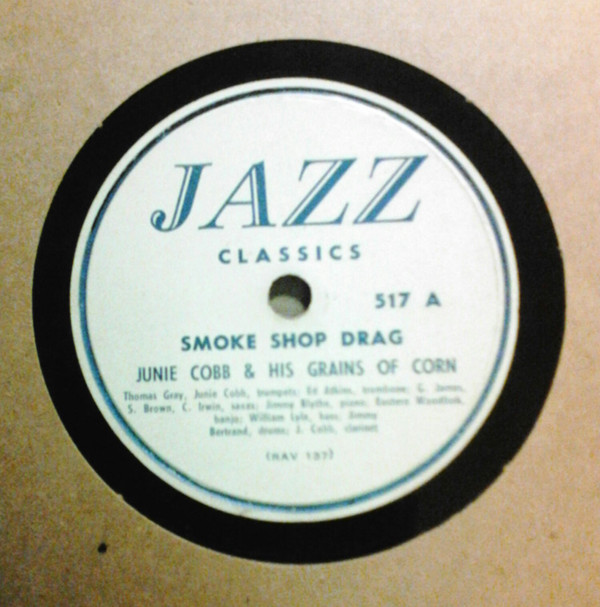 JAZZ
CLASSICS
517 A
SMOKE SHOP DRAG
JUNIE COBB & HIS GRAINS OF CORN
Thomas Gray, Junie Cobb, trumpets; Ed Atkins, trombone; G. James,
S. Brown, C. Irwin, saxes; Jimmy Blythe, piano; Eustern Woodfork,
banjo; William Lyle, bass; Jimmy
Bertrand, drums; J. Cobb, clarinet
(HAV 187)